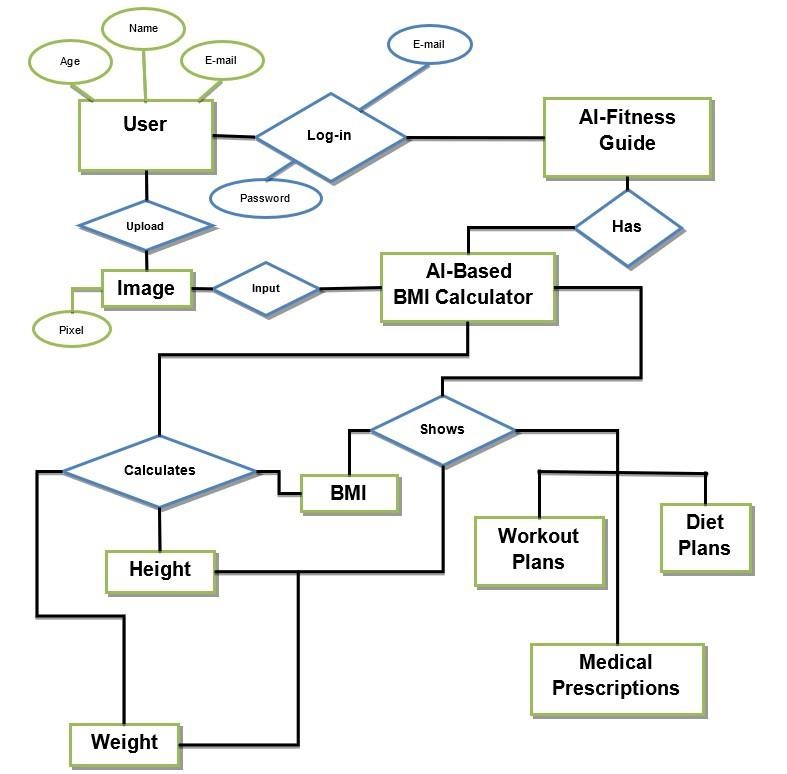 Name
Age
E-mail
E-mail
User
Log-in
AI-Fitness
Guide
Password
Upload
Has
Image
Input
AI-Based
BMI Calculator
Pixel
Shows
Calculates
BMI
Workout
Plans
Diet
Plans
Height
Medical
Prescriptions
Weight